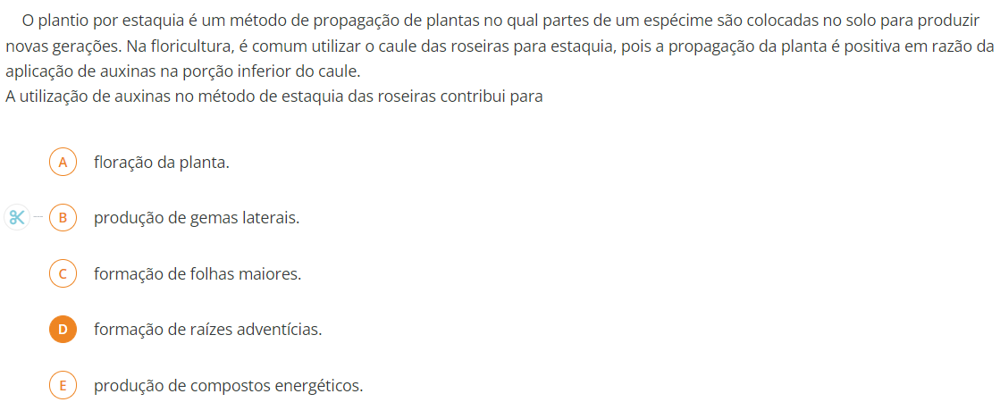 O plantio por estaquia é um método de propagação de plantas no qual partes de um espécime são colocadas no solo para produzir
novas gerações. Na floricultura, é comum utilizar o caule das roseiras para estaquia, pois a propagação da planta é positiva em razão da
aplicação de auxinas na porção inferior do caule.
A utilização de auxinas no método de estaquia das roseiras contribui para
A floração da planta.
B produção de gemas laterais.
C formação de folhas maiores.
D formação de raízes adventícias.
E produção de compostos energéticos.